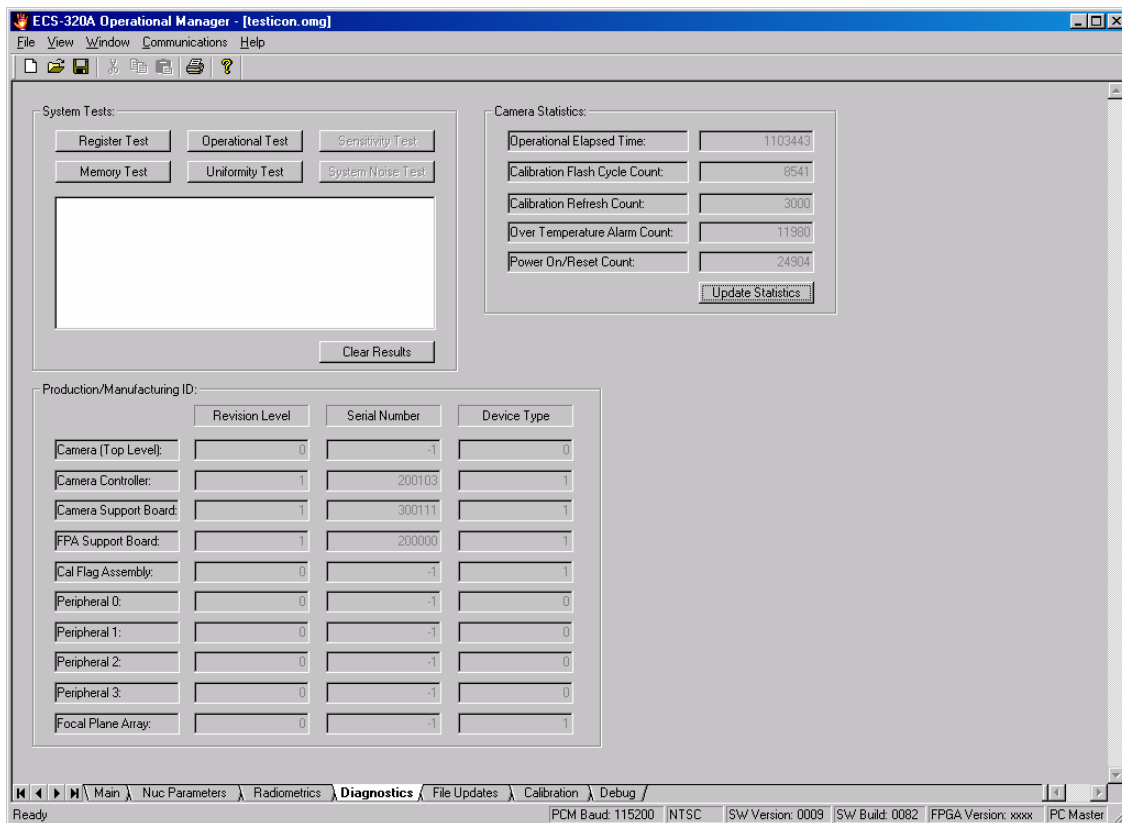 ECS-320A Operational Manager - [testicon.omg]
File View Window Communications Help
System Tests:
Register Test Operational Test Sensitivity Test
Memory Test Uniformity Test System Noise Test
Clear Results
Camera Statistics:
Operational Elapsed Time: 1103443
Calibration Flash Cycle Count: 8541
Calibration Refresh Count: 3000
Over Temperature Alarm Count: 11980
Power On/Reset Count: 24904
Update Statistics
Production/Manufacturing ID:
Revision Level Serial Number Device Type
Camera (Top Level): 0 -1 0
Camera Controller: 1 200103 1
Camera Support Board: 1 300111 1
FPA Support Board: 1 200000 1
Cal Flag Assembly: 0 -1 1
Peripheral 0: 0 -1 0
Peripheral 1: 0 -1 0
Peripheral 2: 0 -1 0
Peripheral 3: 0 -1 0
Focal Plane Array: 0 -1 1
Main Nuc Parameters Radiometrics Diagnostics File Updates Calibration Debug
Ready PCM Baud: 115200 NTSC SW Version: 0009 SW Build: 0082 FPGA Version: xxxx PC Master